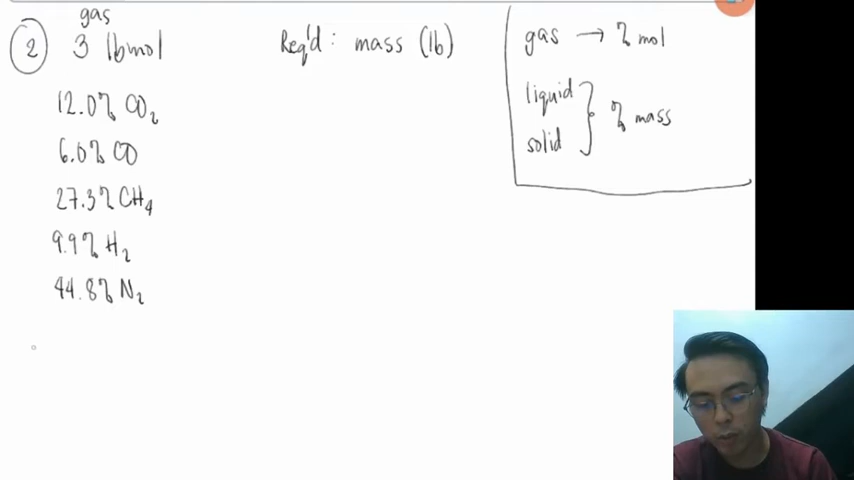 gas
2 3 lbmol
12.0% CO2
6.0% CO
27.3% CH4
9.9% H2
44.8% N2
Req'd : mass (lb)
gas → % mol
liquid
solid
% mass